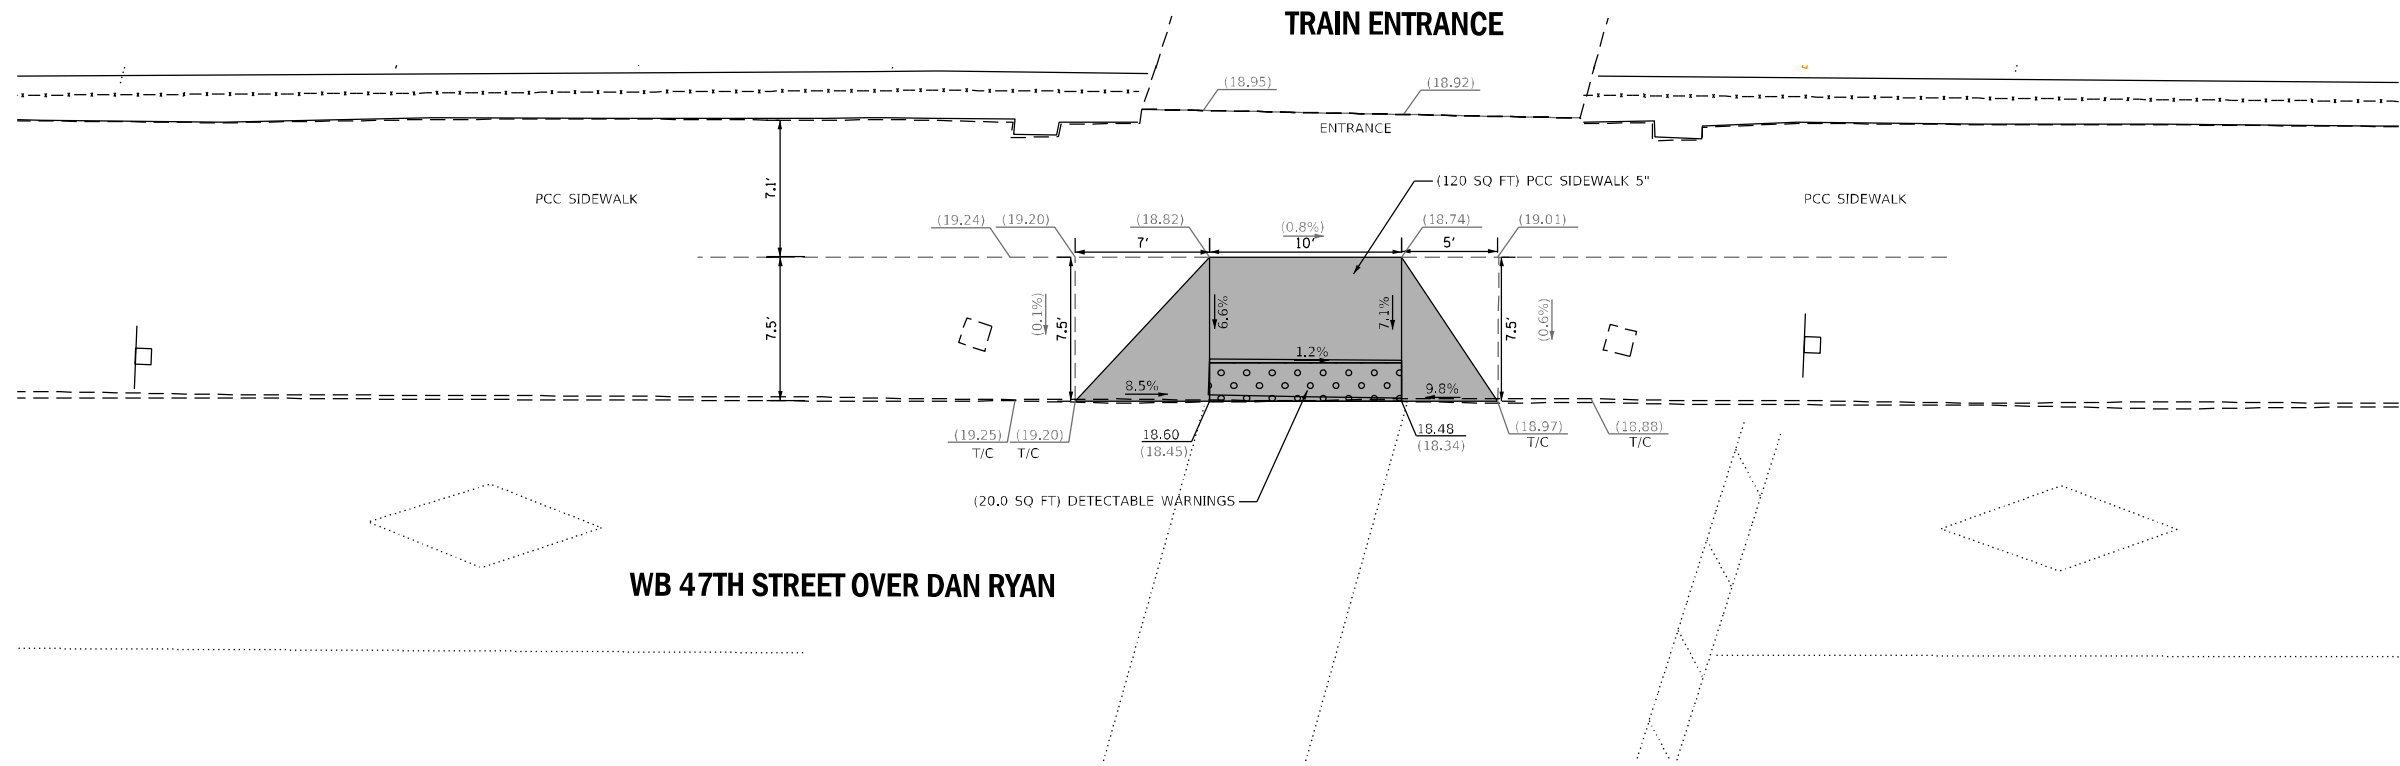 TRAIN ENTRANCE
(18.95)
(18.92)
ENTRANCE
7.1'
PCC SIDEWALK
(120 SQ FT) PCC SIDEWALK 5"
PCC SIDEWALK
(19.24)
(19.20)
(18.82)
(0.8%)
(18.74)
(19.01)
7'
10'
5'
7.5'
(0.1%)
7.5'
6.6%
7.1%
7.5'
(0.6%)
1.2%
8.5%
9.8%
(19.25)
T/C
(19.20)
T/C
18.60
(18.45)
18.48
(18.34)
(18.97)
T/C
(18.88)
T/C
(20.0 SQ FT) DETECTABLE WARNINGS
WB 47TH STREET OVER DAN RYAN